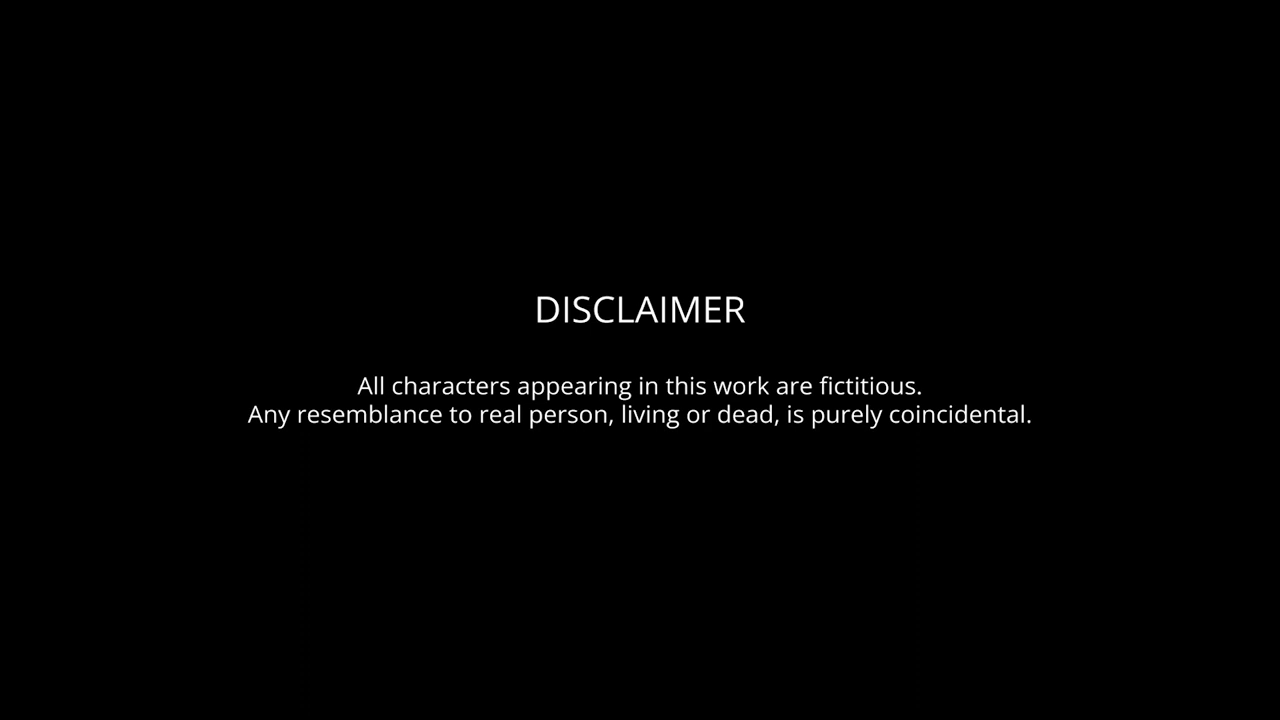 DISCLAIMER
All characters appearing in this work are fictitious.
Any resemblance to real person, living or dead, is purely coincidental.